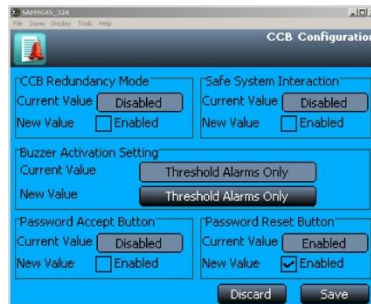 SAM9G45_324
File Zoom Display Tools Help
CCB Configuration
CCB Redundancy Mode
Current Value Disabled
New Value Enabled
Safe System Interaction
Current Value Disabled
New Value Enabled
Buzzer Activation Setting
Current Value Threshold Alarms Only
New Value Threshold Alarms Only
Password Accept Button
Current Value Disabled
New Value Enabled
Password Reset Button
Current Value Enabled
New Value Enabled
Discard Save